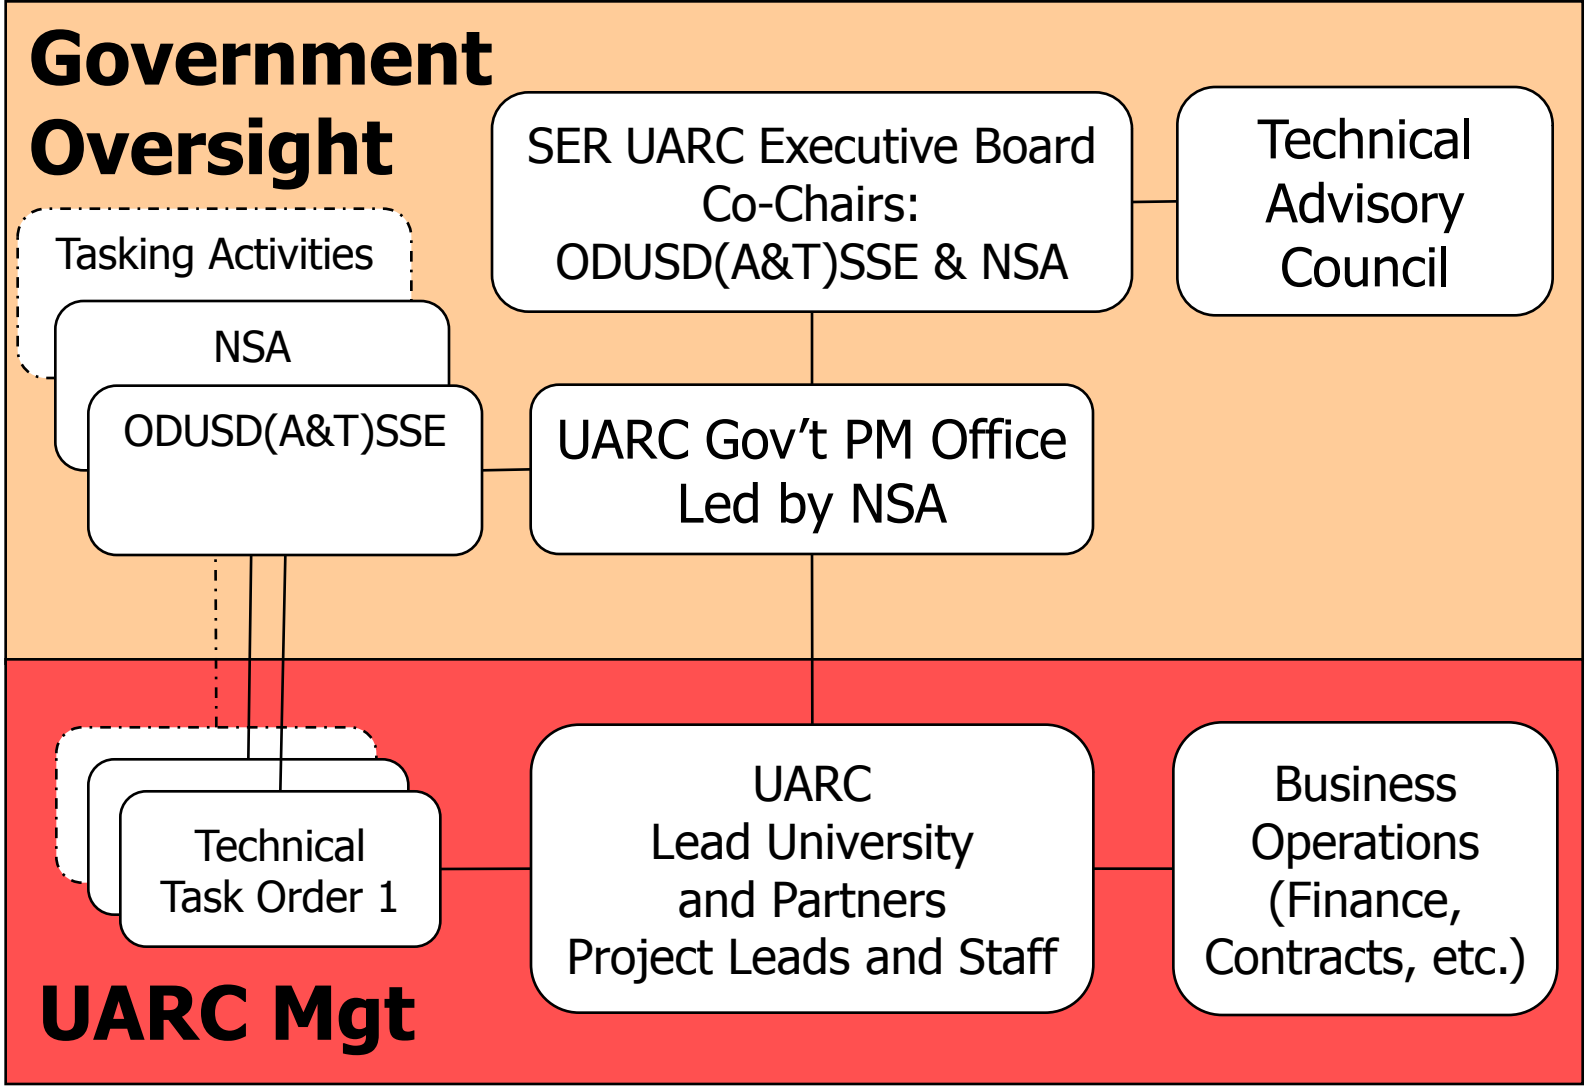 Government
Oversight
SER UARC Executive Board
Co-Chairs:
ODUSD(A&T)SSE & NSA
Technical
Advisory
Council
Tasking Activities
NSA
ODUSD(A&T)SSE
UARC Gov’t PM Office
Led by NSA
Technical
Task Order 1
UARC
Lead University
and Partners
Project Leads and Staff
Business
Operations
(Finance,
Contracts, etc.)
UARC Mgt